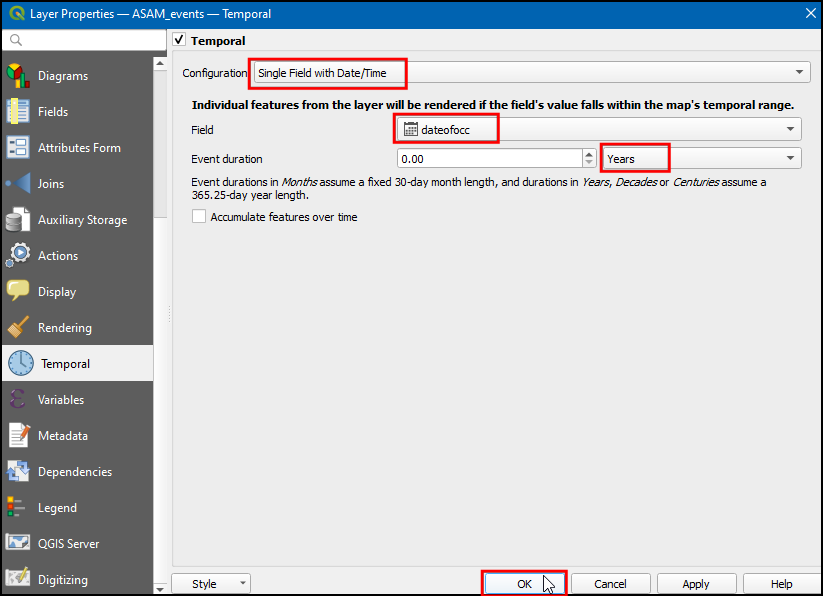 Layer Properties — ASAM_events — Temporal
Temporal
Diagrams
Fields
Attributes Form
Joins
Auxiliary Storage
Actions
Display
Rendering
Temporal
Variables
Metadata
Dependencies
Legend
QGIS Server
Digitizing
Configuration Single Field with Date/Time
Individual features from the layer will be rendered if the field's value falls within the map's temporal range.
Field dateofocc
Event duration 0.00 Years
Event durations in Months assume a fixed 30-day month length, and durations in Years, Decades or Centuries assume a
365.25-day year length.
Accumulate features over time
Style OK Cancel Apply Help